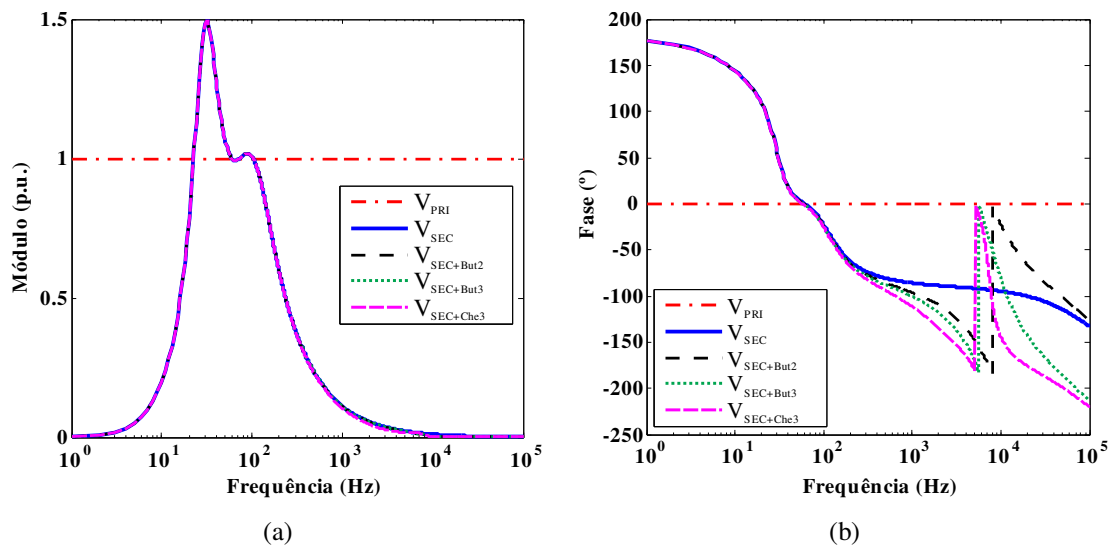 1.5
1
0.5
0
10^0
10^1
10^2
10^3
10^4
10^5
Módulo (p.u.)
Frequência (Hz)
V_PRI
V_SEC
V_SEC+But2
V_SEC+But3
V_SEC+Che3
(a)
200
150
100
50
0
-50
-100
-150
-200
-250
10^0
10^1
10^2
10^3
10^4
10^5
Fase (º)
Frequência (Hz)
V_PRI
V_SEC
V_SEC+But2
V_SEC+But3
V_SEC+Che3
(b)